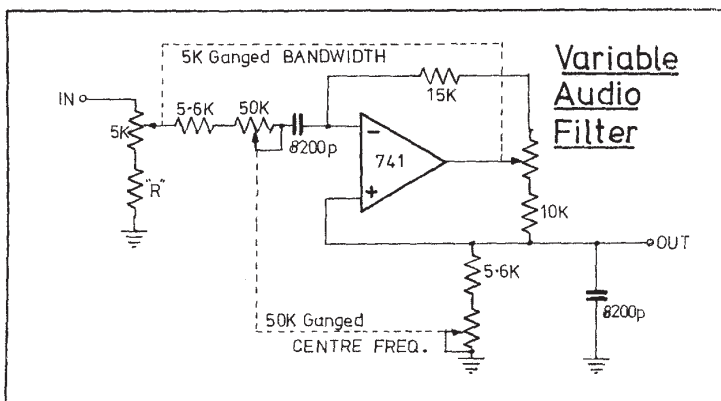 5K Ganged BANDWIDTH
Variable
Audio
Filter
IN
5K
5·6K
50K
8200p
15K
741
−
+
"R"
10K
OUT
5·6K
8200p
50K Ganged
CENTRE FREQ.